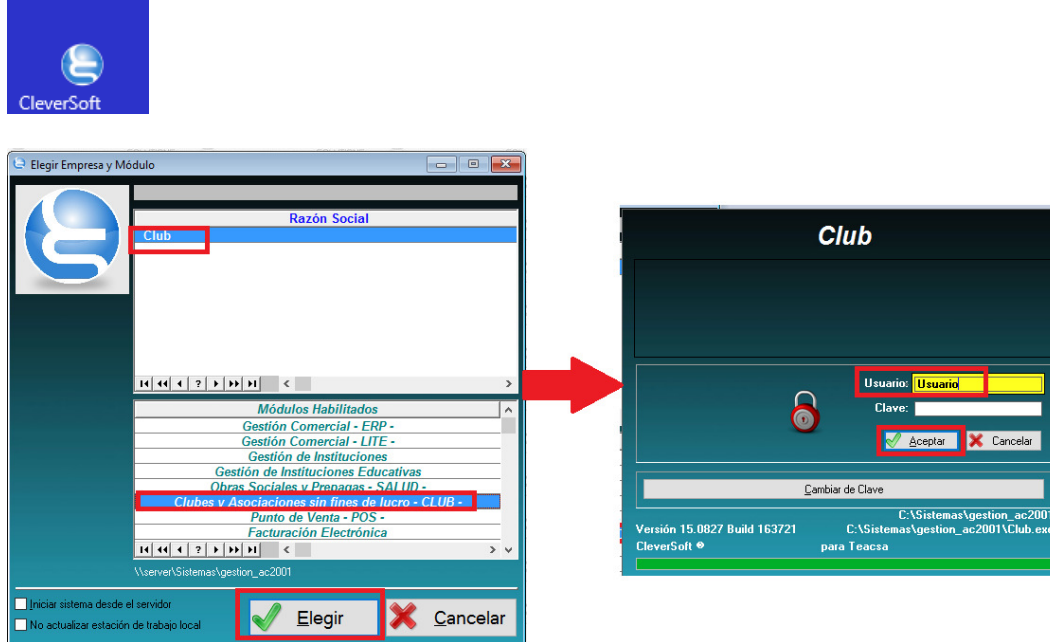 CleverSoft
Elegir Empresa y Módulo
Razón Social
Club
Módulos Habilitados
Gestión Comercial - ERP -
Gestión Comercial - LITE -
Gestión de Instituciones
Gestión de Instituciones Educativas
Obras Sociales y Prepagas - SALUD -
Clubes y Asociaciones sin fines de lucro - CLUB -
Punto de Venta - POS -
Facturación Electrónica
\\server\Sistemas\gestion_ac2001
Iniciar sistema desde el servidor
No actualizar estación de trabajo local
Elegir
Cancelar
Club
Usuario: Usuario
Clave:
Aceptar
Cancelar
Cambiar de Clave
C:\Sistemas\gestion_ac2001
Versión 15.0827 Build 163721
C:\Sistemas\gestion_ac2001\Club.exe
CleverSoft ®
para Teacsa